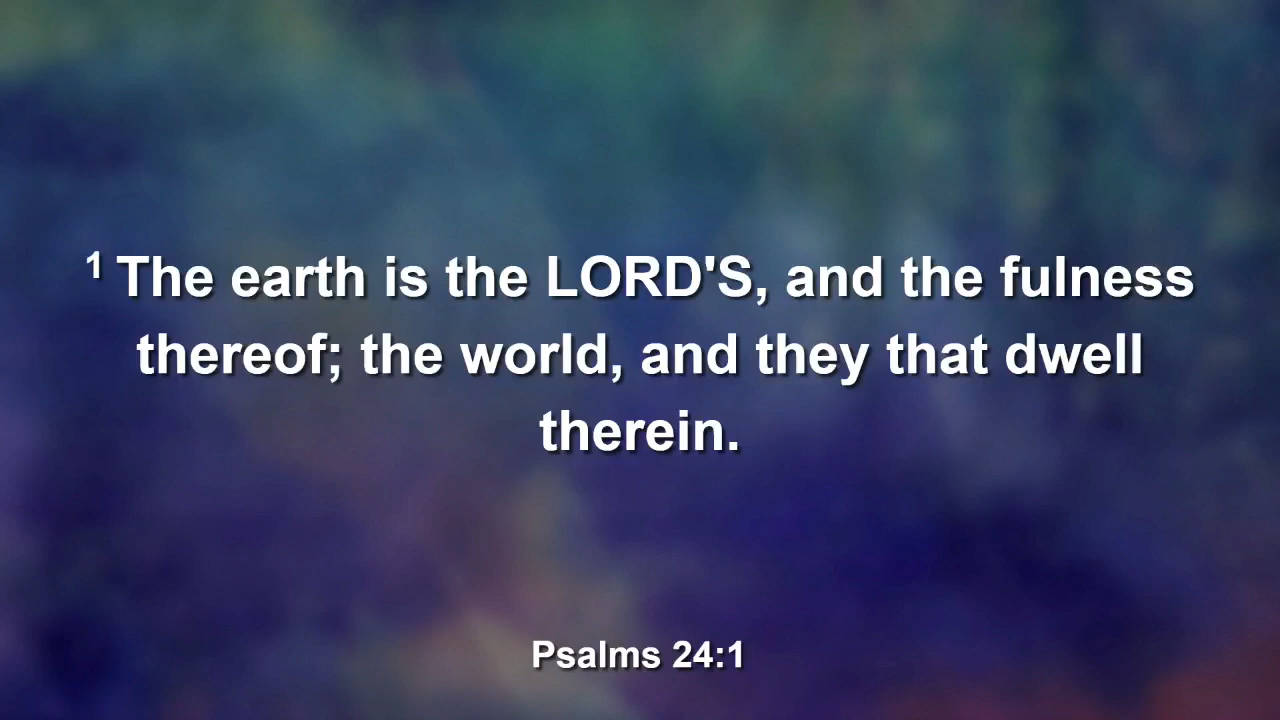 1 The earth is the LORD'S, and the fulness
thereof; the world, and they that dwell
therein.
Psalms 24:1